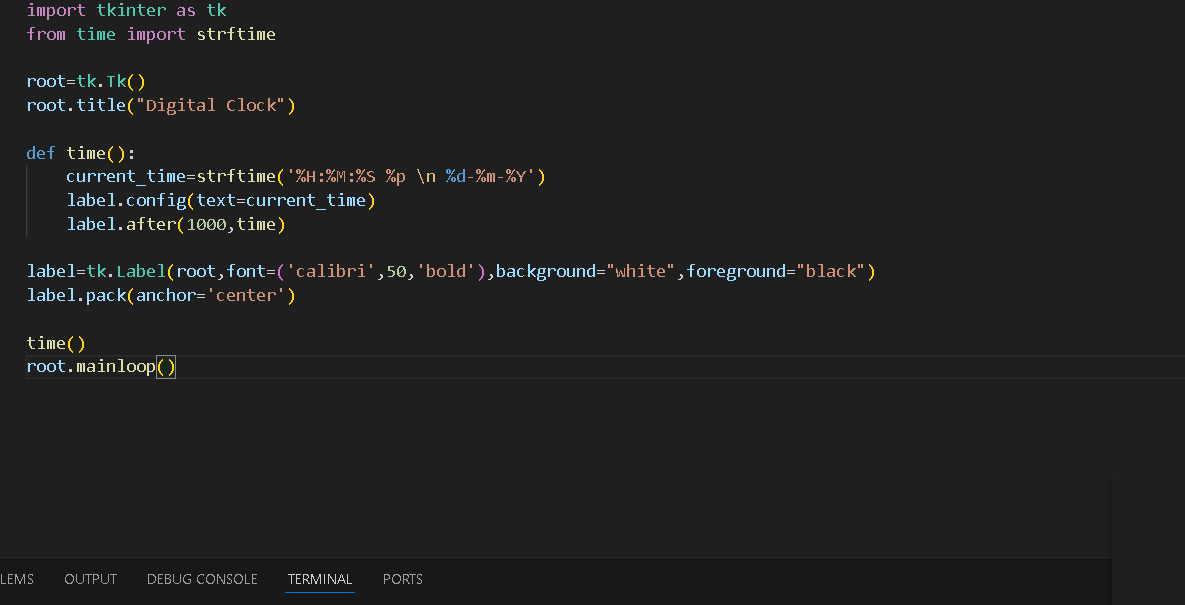 import tkinter as tk
from time import strftime
root=tk.Tk()
root.title("Digital Clock")
def time():
    current_time=strftime('%H:%M:%S %p \n %d-%m-%Y')
    label.config(text=current_time)
    label.after(1000,time)
label=tk.Label(root,font=('calibri',50,'bold'),background="white",foreground="black")
label.pack(anchor='center')
time()
root.mainloop()
LEMS OUTPUT DEBUG CONSOLE TERMINAL PORTS